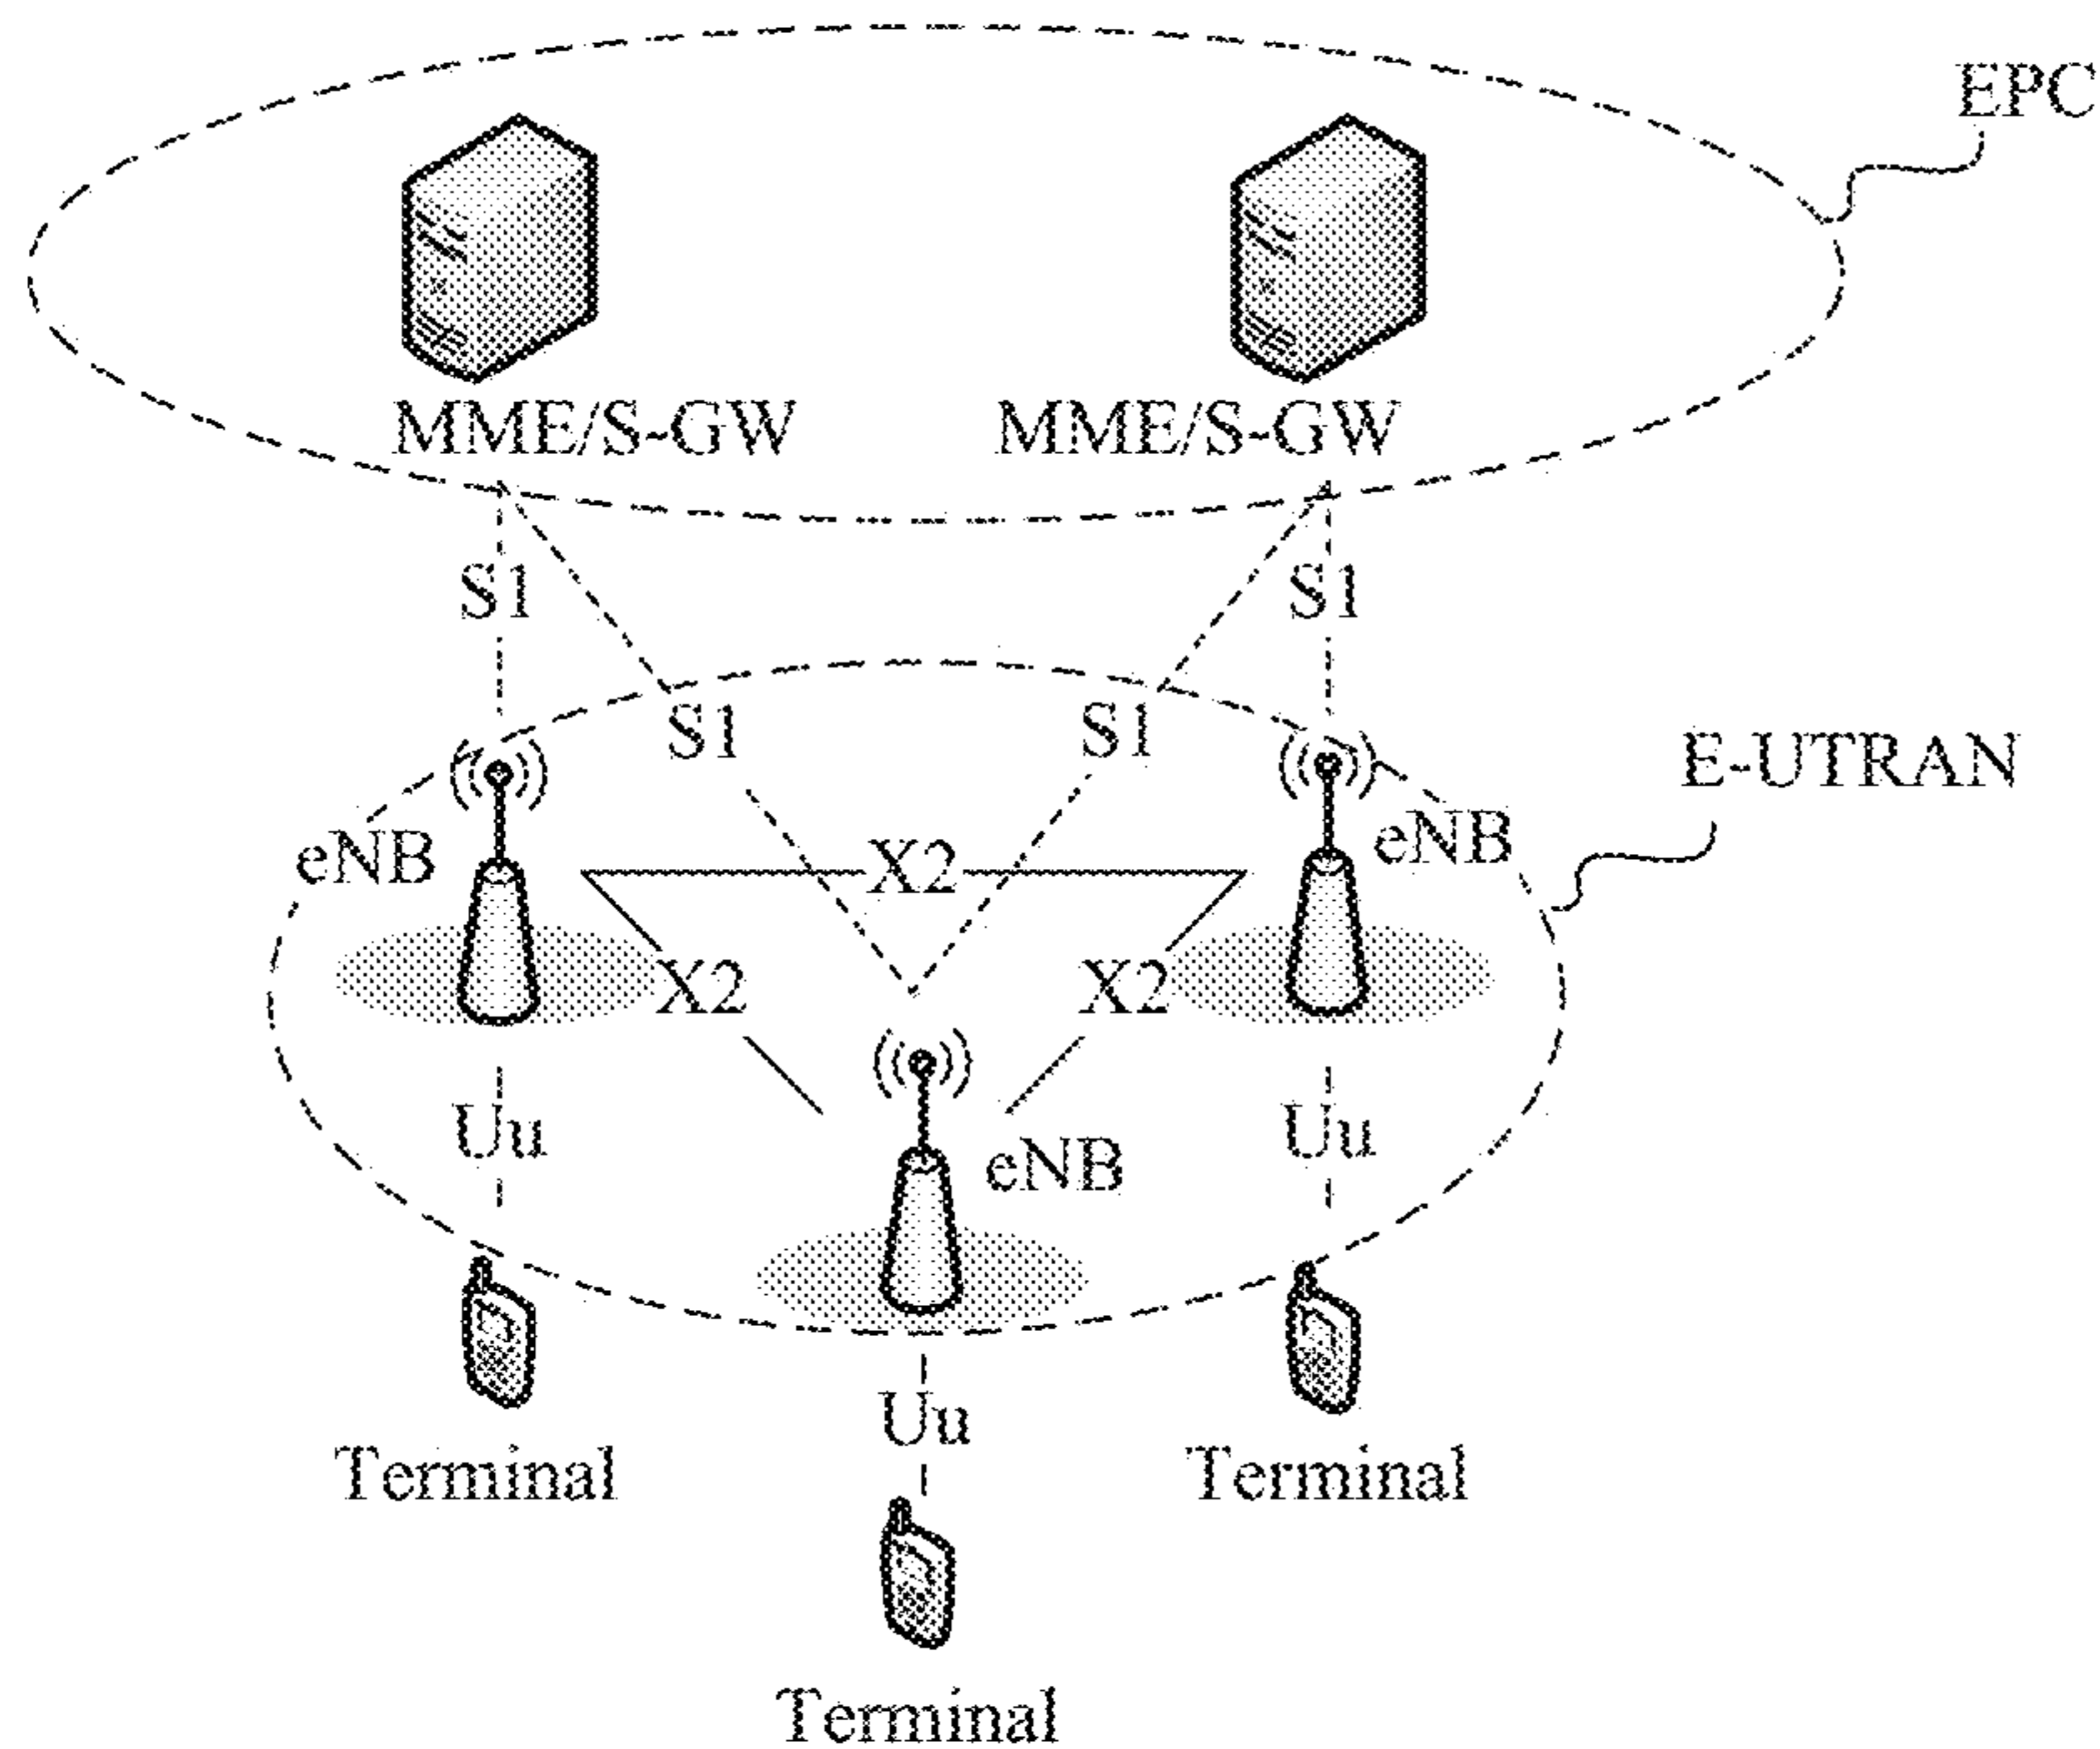 EPC
MME/S-GW
MME/S-GW
S1
S1
S1
S1
E-UTRAN
eNB
X2
eNB
X2
X2
Uu
eNB
Uu
Uu
Terminal
Terminal
Terminal